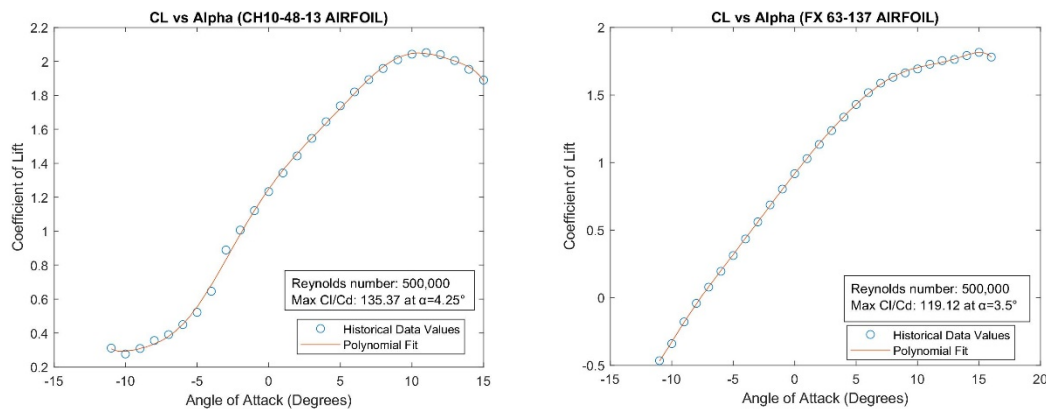 CL vs Alpha (CH10-48-13 AIRFOIL)
2.2
2
1.8
1.6
1.4
1.2
1
0.8
0.6
0.4
0.2
Coefficient of Lift
Reynolds number: 500,000
Max Cl/Cd: 135.37 at α=4.25°
Historical Data Values
Polynomial Fit
-15
-10
-5
0
5
10
15
Angle of Attack (Degrees)
CL vs Alpha (FX 63-137 AIRFOIL)
2
1.5
1
0.5
0
-0.5
Coefficient of Lift
Reynolds number: 500,000
Max Cl/Cd: 119.12 at α=3.5°
Historical Data Values
Polynomial Fit
-15
-10
-5
0
5
10
15
20
Angle of Attack (Degrees)